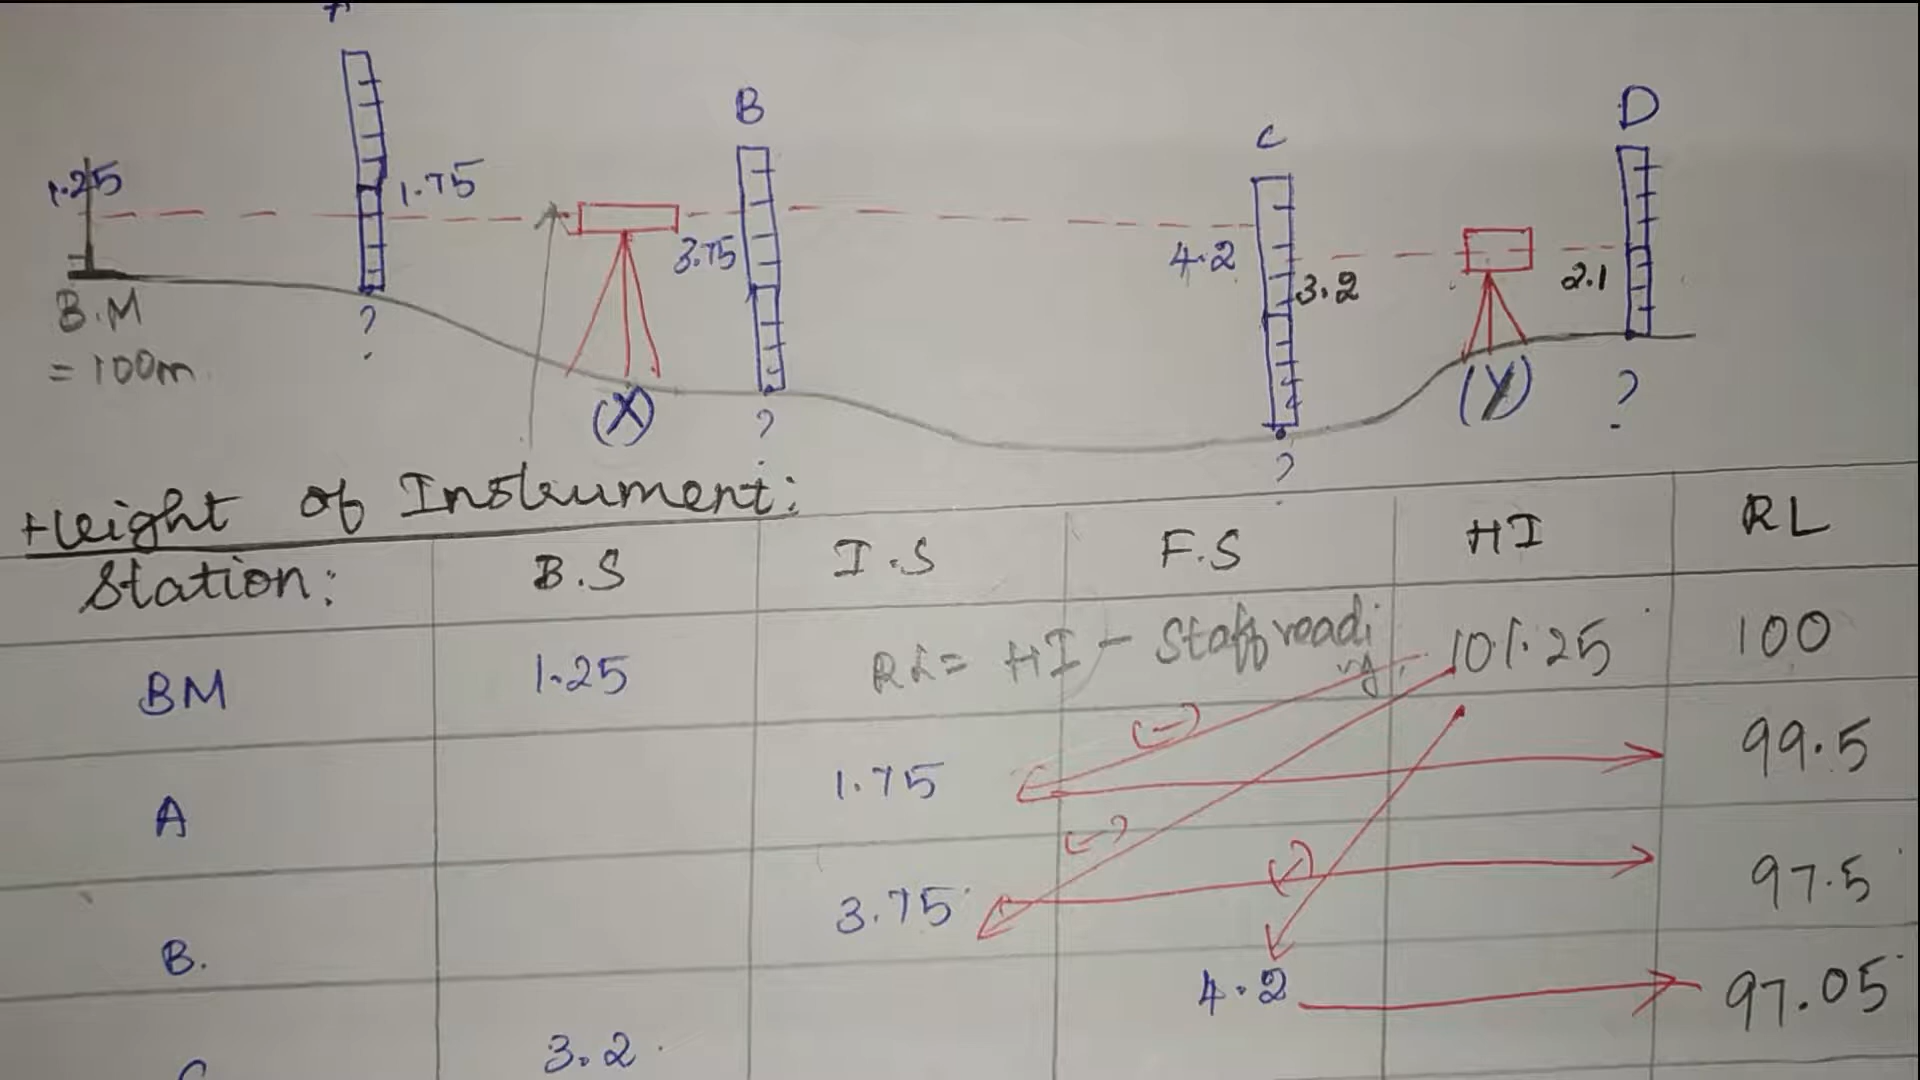 A
B
C
D
1.25
1.75
3.75
4.2
3.2
2.1
B.M
= 100m
?
(X)
?
?
(Y)
?
Height of Instrument:
Station:
B.S
I.S
F.S
HI
RL
BM
1.25
RL = HI - Staff reading.
101.25
100
A
1.75
(-)
99.5
B.
3.75
(-)
(-)
97.5
C
3.2
4.2
97.05